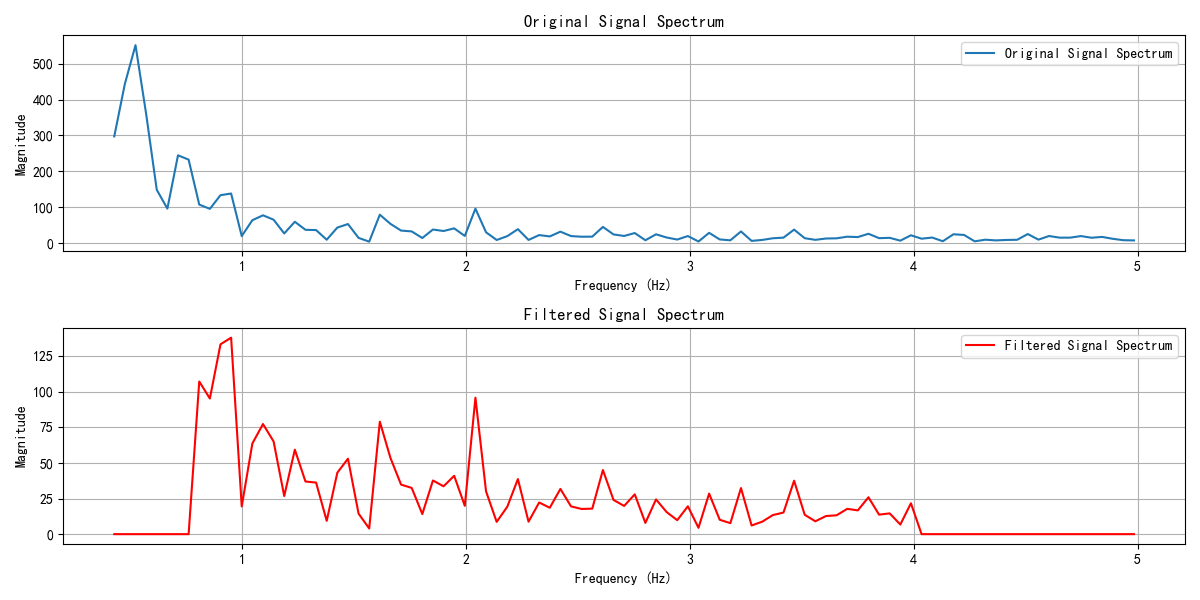 Original Signal Spectrum
Original Signal Spectrum
Magnitude
500
400
300
200
100
0
1 2 3 4 5
Frequency (Hz)
Filtered Signal Spectrum
Filtered Signal Spectrum
Magnitude
125
100
75
50
25
0
1 2 3 4 5
Frequency (Hz)